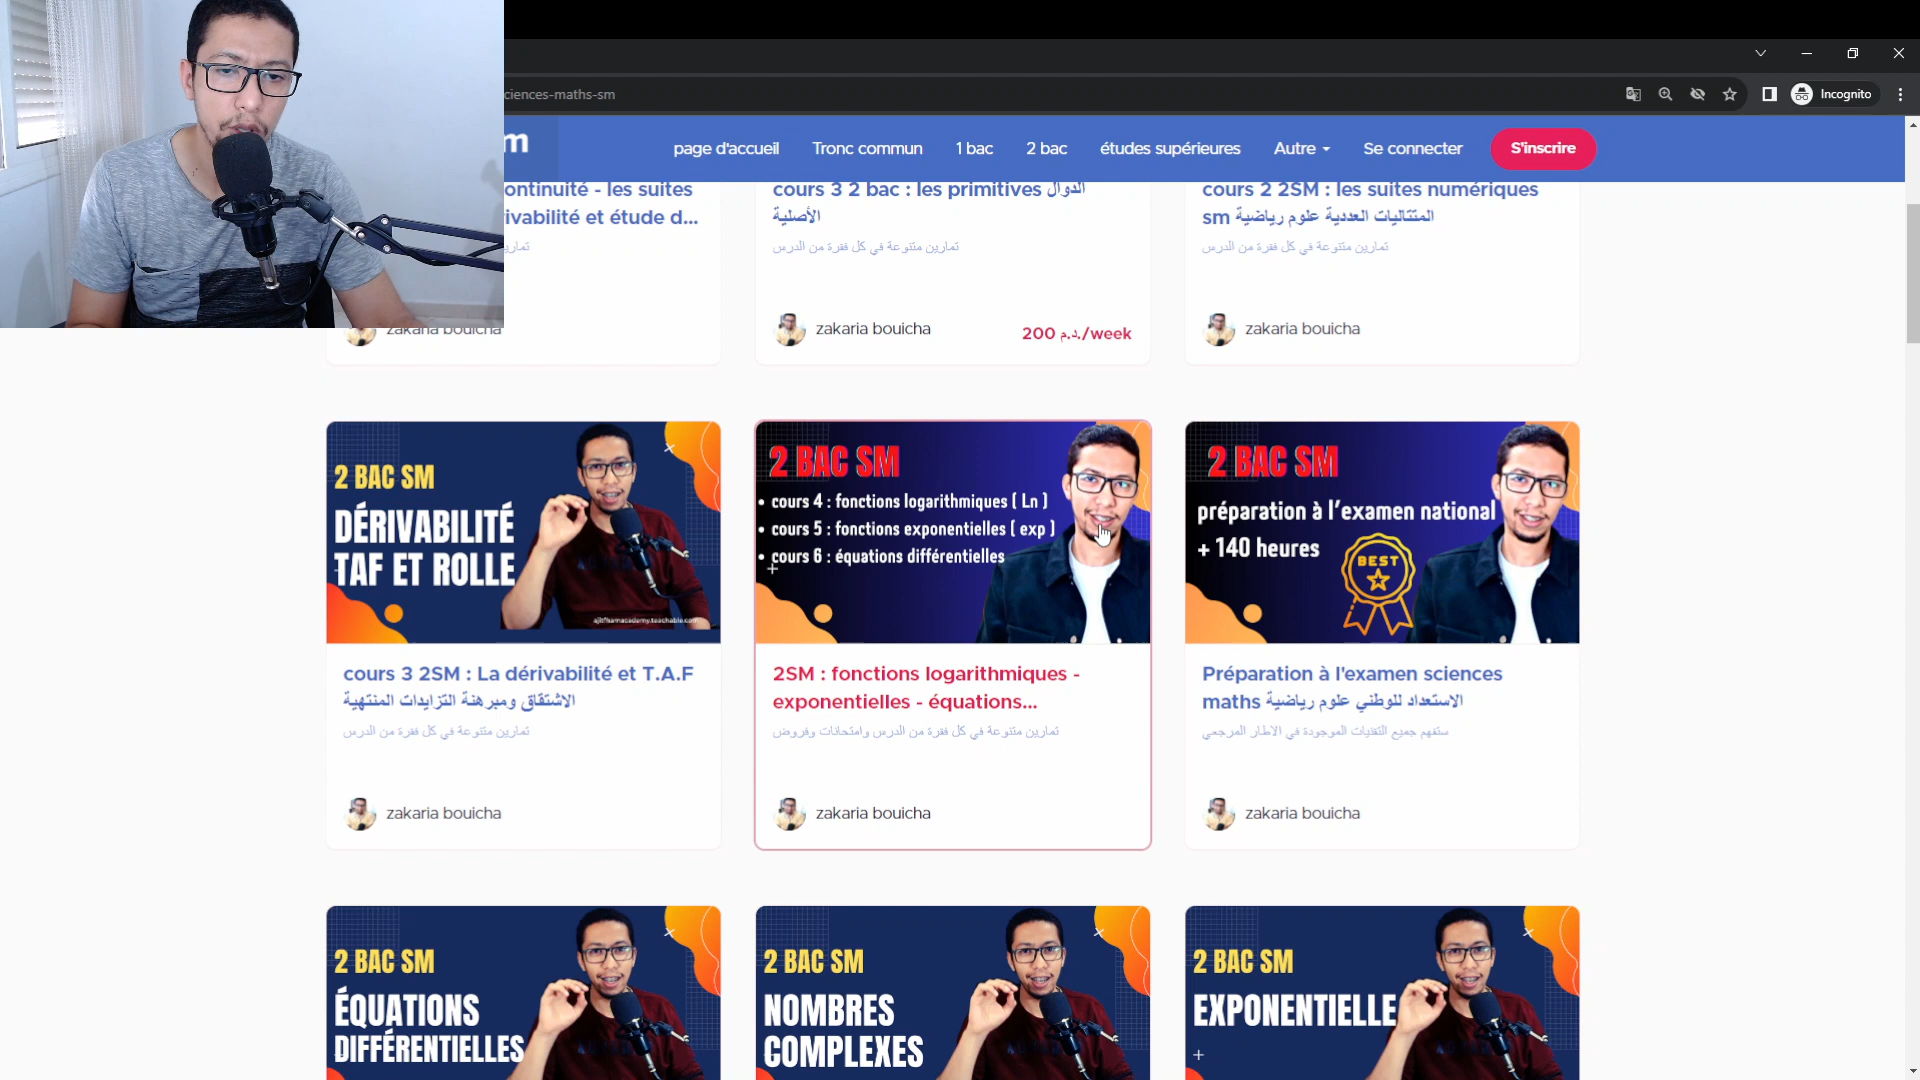 ciences-maths-sm
Incognito
m
page d'accueil
Tronc commun
1 bac
2 bac
études supérieures
Autre
Se connecter
S'inscrire
ontinuité - les suites
ivabilité et étude d...
zakaria bouicha
cours 3 2 bac : les primitives الدوال
الأصلية
تمارين متنوعة في كل فقرة من الدرس
zakaria bouicha
200 د.م./week
cours 2 2SM : les suites numériques
sm المتتاليات العددية علوم رياضية
تمارين متنوعة في كل فقرة من الدرس
zakaria bouicha
2 BAC SM
DÉRIVABILITÉ
TAF ET ROLLE
ajitfhamacademy.teachable.com
cours 3 2SM : La dérivabilité et T.A.F
الاشتقاق ومبرهنة التزايدات المنتهية
تمارين متنوعة في كل فقرة من الدرس
zakaria bouicha
2 BAC SM
• cours 4 : fonctions logarithmiques ( Ln )
• cours 5 : fonctions exponentielles ( exp )
• cours 6 : équations différentielles
2SM : fonctions logarithmiques -
exponentielles - équations...
تمارين متنوعة في كل فقرة من الدرس وامتحانات وفروض
zakaria bouicha
2 BAC SM
préparation à l'examen national
+ 140 heures
BEST
Préparation à l'examen sciences
maths الاستعداد للوطني علوم رياضية
ستفهم جميع التقنيات الموجودة في الاطار المرجعي
zakaria bouicha
2 BAC SM
ÉQUATIONS
DIFFÉRENTIELLES
2 BAC SM
NOMBRES
COMPLEXES
2 BAC SM
EXPONENTIELLE